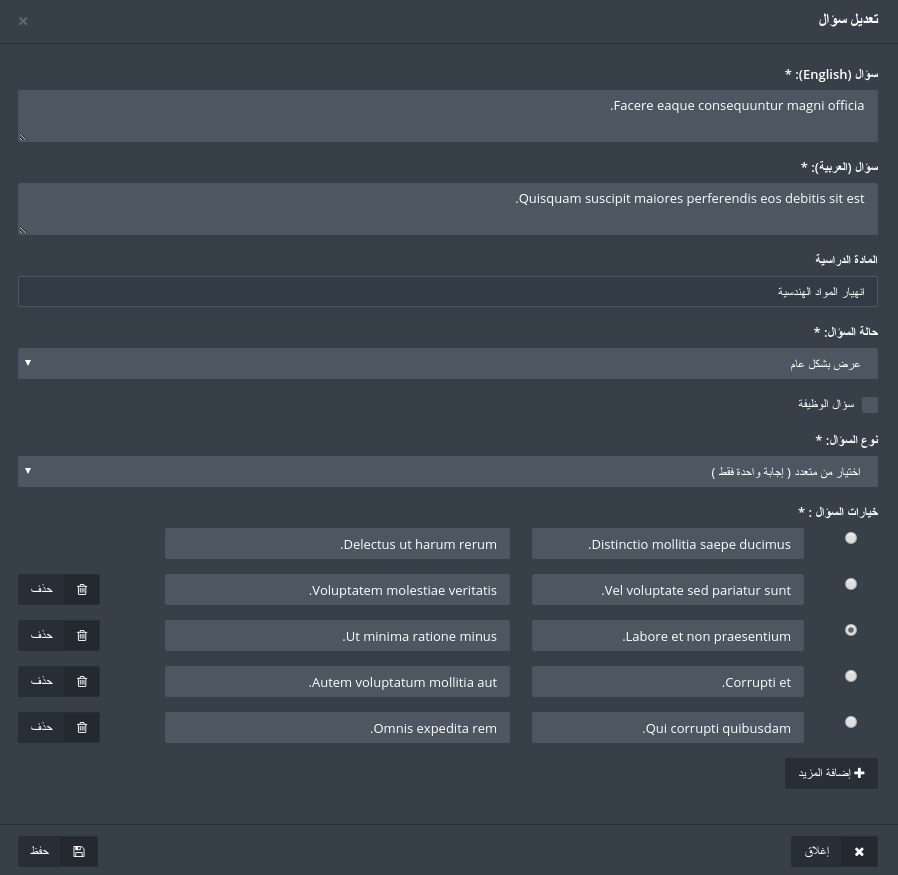 تعديل سؤال
سؤال (English): *
Facere eaque consequuntur magni officia.
سؤال (العربية): *
Quisquam suscipit maiores perferendis eos debitis sit est.
المادة الدراسية
انهيار المواد الهندسية
حالة السؤال: *
عرض بشكل عام
سؤال الوظيفة
نوع السؤال: *
اختيار من متعدد ( إجابة واحدة فقط )
خيارات السؤال : *
Distinctio mollitia saepe ducimus. Delectus ut harum rerum.
Vel voluptate sed pariatur sunt. Voluptatem molestiae veritatis. حذف
Labore et non praesentium. Ut minima ratione minus. حذف
Corrupti et. Autem voluptatum mollitia aut. حذف
Qui corrupti quibusdam. Omnis expedita rem. حذف
إضافة المزيد
إغلاق حفظ